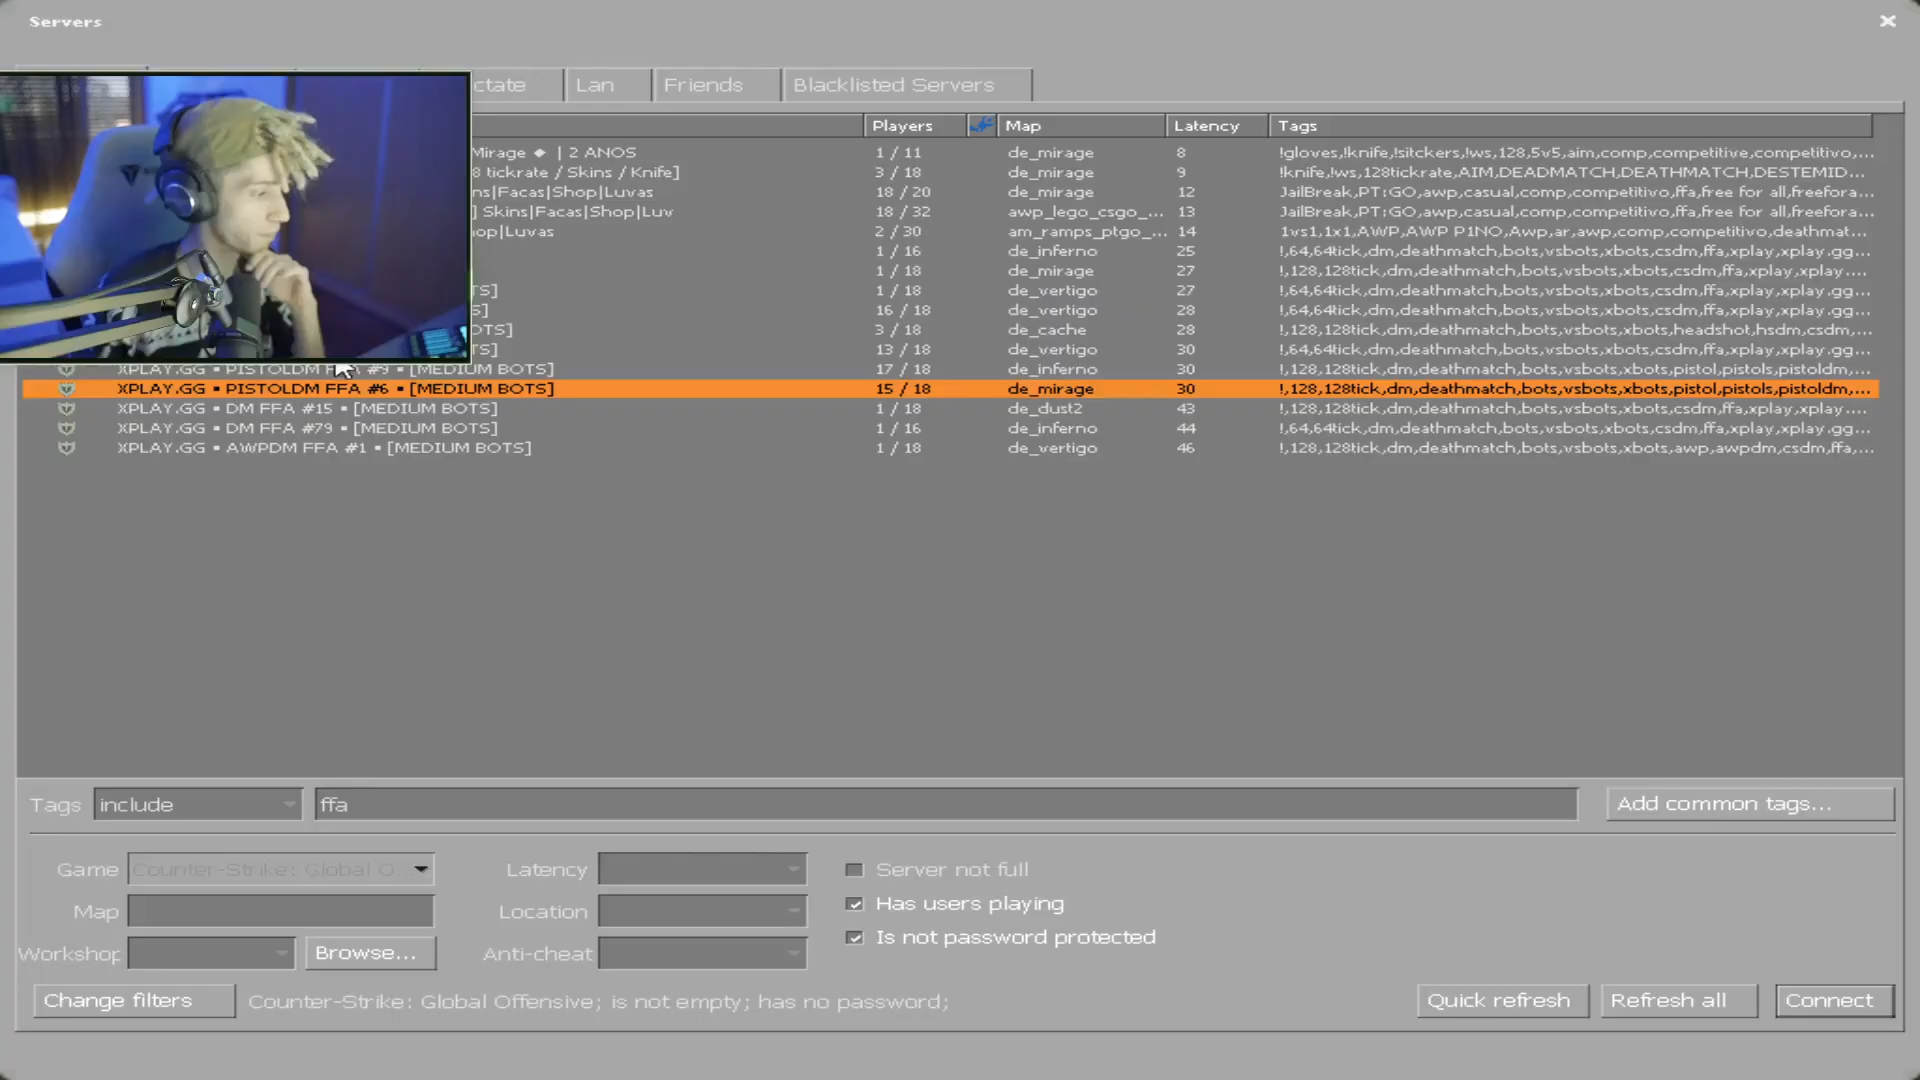 Servers
ctate Lan Friends Blacklisted Servers
Players Map Latency Tags
Mirage ◆ | 2 ANOS 1 / 11 de_mirage 8 !gloves,!knife,!sitckers,!ws,128,5v5,aim,comp,competitive,competitivo,...
8 tickrate / Skins / Knife] 3 / 18 de_mirage 9 !knife,!ws,128tickrate,AIM,DEADMATCH,DEATHMATCH,DESTEMID...
ns|Facas|Shop|Luvas 18 / 20 de_mirage 12 JailBreak,PT:GO,awp,casual,comp,competitivo,ffa,free for all,freefora...
] Skins|Facas|Shop|Luv 18 / 32 awp_lego_csgo_... 13 JailBreak,PT:GO,awp,casual,comp,competitivo,ffa,free for all,freefora...
op|Luvas 2 / 30 am_ramps_ptgo_... 14 1vs1,1x1,AWP,AWP P1NO,Awp,ar,awp,comp,competitivo,deathmat...
1 / 16 de_inferno 25 !,64,64tick,dm,deathmatch,bots,vsbots,xbots,csdm,ffa,xplay,xplay.gg...
1 / 18 de_mirage 27 !,128,128tick,dm,deathmatch,bots,vsbots,xbots,csdm,ffa,xplay,xplay....
TS] 1 / 18 de_vertigo 27 !,64,64tick,dm,deathmatch,bots,vsbots,xbots,csdm,ffa,xplay,xplay.gg...
S] 16 / 18 de_vertigo 28 !,64,64tick,dm,deathmatch,bots,vsbots,xbots,csdm,ffa,xplay,xplay.gg...
OTS] 3 / 18 de_cache 28 !,128,128tick,dm,deathmatch,bots,vsbots,xbots,headshot,hsdm,csdm,...
TS] 13 / 18 de_vertigo 30 !,64,64tick,dm,deathmatch,bots,vsbots,xbots,csdm,ffa,xplay,xplay.gg...
XPLAY.GG ▪ PISTOLDM FFA #9 ▪ [MEDIUM BOTS] 17 / 18 de_inferno 30 !,128,128tick,dm,deathmatch,bots,vsbots,xbots,pistol,pistols,pistoldm,...
XPLAY.GG ▪ PISTOLDM FFA #6 ▪ [MEDIUM BOTS] 15 / 18 de_mirage 30 !,128,128tick,dm,deathmatch,bots,vsbots,xbots,pistol,pistols,pistoldm,...
XPLAY.GG ▪ DM FFA #15 ▪ [MEDIUM BOTS] 1 / 18 de_dust2 43 !,128,128tick,dm,deathmatch,bots,vsbots,xbots,csdm,ffa,xplay,xplay....
XPLAY.GG ▪ DM FFA #79 ▪ [MEDIUM BOTS] 1 / 16 de_inferno 44 !,64,64tick,dm,deathmatch,bots,vsbots,xbots,csdm,ffa,xplay,xplay.gg...
XPLAY.GG ▪ AWPDM FFA #1 ▪ [MEDIUM BOTS] 1 / 18 de_vertigo 46 !,128,128tick,dm,deathmatch,bots,vsbots,xbots,awp,awpdm,csdm,ffa,...
Tags include ffa Add common tags...
Game Counter-Strike: Global O... Latency Server not full
Map Location Has users playing
Workshop Browse... Anti-cheat Is not password protected
Change filters Counter-Strike: Global Offensive; is not empty; has no password; Quick refresh Refresh all Connect